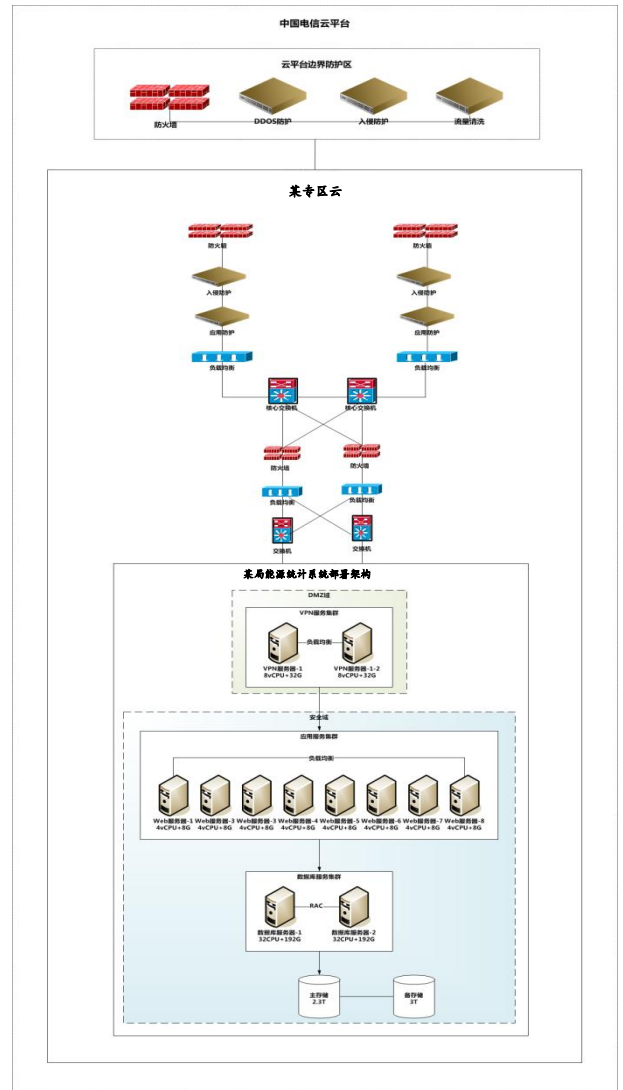 中国电信云平台
云平台边界防护区
防火墙
DDOS防护
入侵防护
流量清洗
某专区云
防火墙
防火墙
入侵防护
入侵防护
应用防护
应用防护
负载均衡
负载均衡
核心交换机
核心交换机
防火墙
防火墙
负载均衡
负载均衡
交换机
交换机
某局能源统计系统部署架构
DMZ域
VPN服务集群
负载均衡
VPN服务器-1
8vCPU+32G
VPN服务器-1-2
8vCPU+32G
安全域
应用服务集群
负载均衡
Web服务器-1
4vCPU+8G
Web服务器-3
4vCPU+8G
Web服务器-3
4vCPU+8G
Web服务器-4
4vCPU+8G
Web服务器-5
4vCPU+8G
Web服务器-6
4vCPU+8G
Web服务器-7
4vCPU+8G
Web服务器-8
4vCPU+8G
数据库服务集群
RAC
数据库服务器-1
32CPU+192G
数据库服务器-2
32CPU+192G
主存储
2.3T
备存储
3T